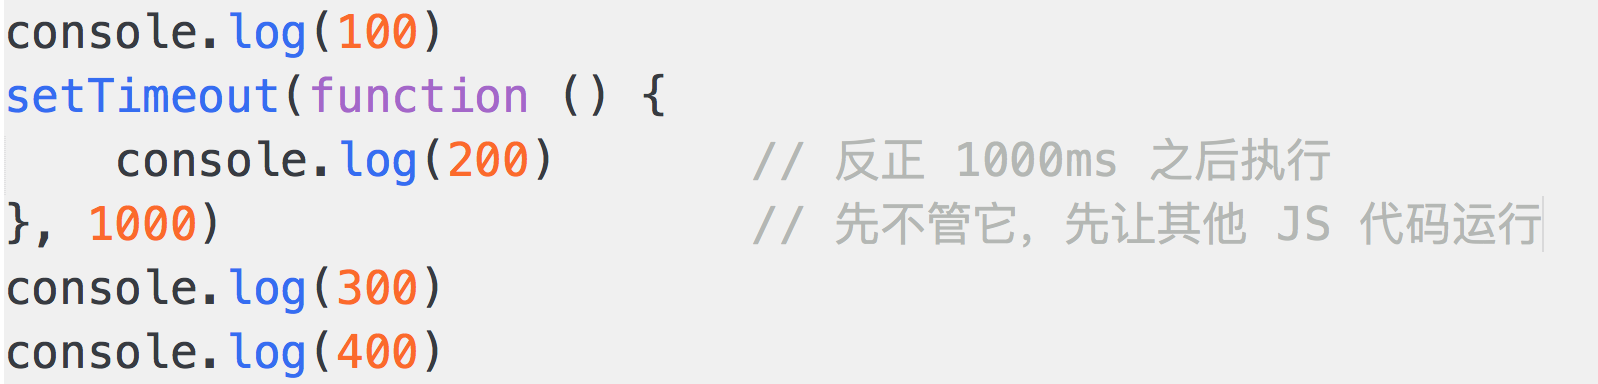 console.log(100)
setTimeout(function () {
    console.log(200)        // 反正 1000ms 之后执行
}, 1000)                    // 先不管它，先让其他 JS 代码运行
console.log(300)
console.log(400)